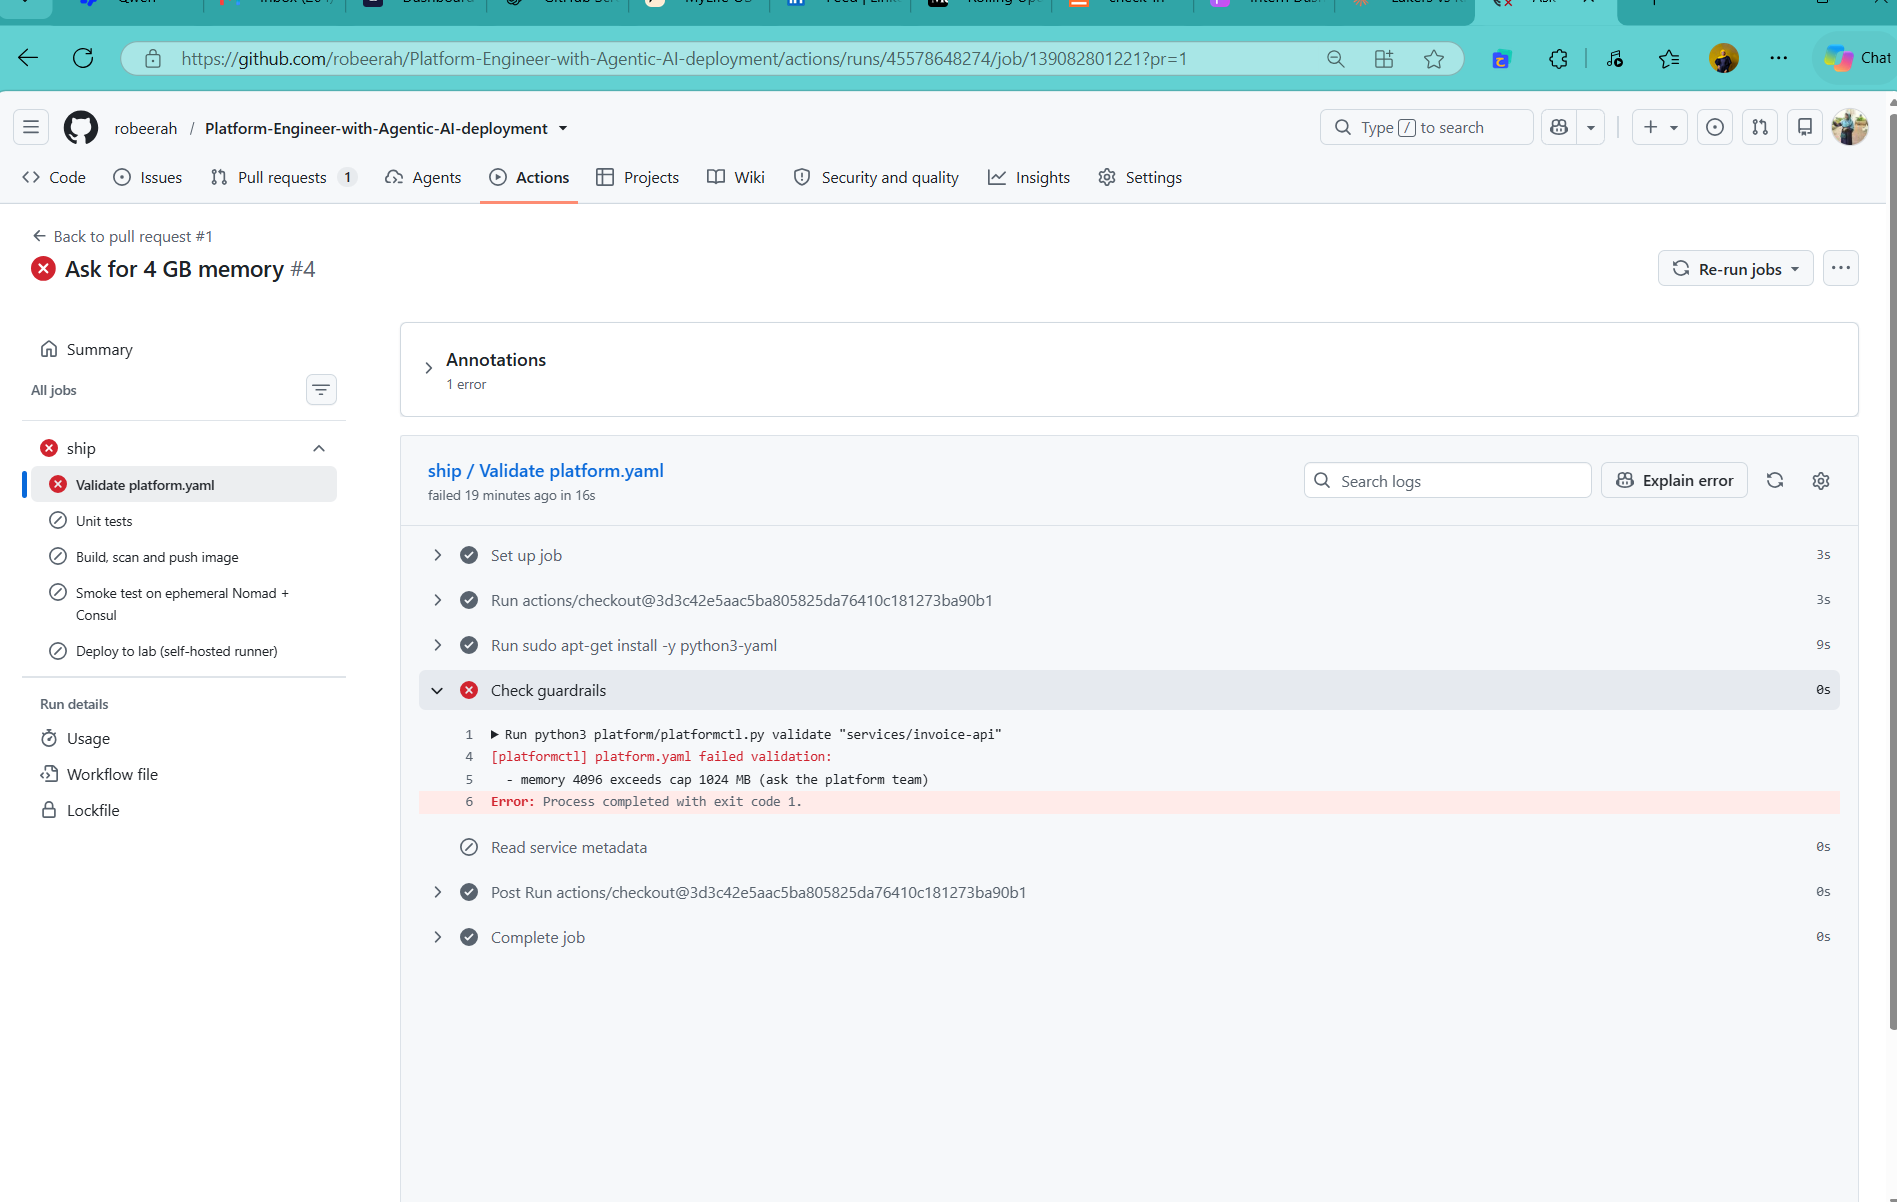 Qwen
https://github.com/robeerah/Platform-Engineer-with-Agentic-AI-deployment/actions/runs/45578648274/job/139082801221?pr=1
Chat
robeerah / Platform-Engineer-with-Agentic-AI-deployment
Type / to search
Code
Issues
Pull requests 1
Agents
Actions
Projects
Wiki
Security and quality
Insights
Settings
Back to pull request #1
Ask for 4 GB memory #4
Re-run jobs
Summary
All jobs
ship
Validate platform.yaml
Unit tests
Build, scan and push image
Smoke test on ephemeral Nomad +
Consul
Deploy to lab (self-hosted runner)
Run details
Usage
Workflow file
Lockfile
Annotations
1 error
ship / Validate platform.yaml
failed 19 minutes ago in 16s
Search logs
Explain error
Set up job 3s
Run actions/checkout@3d3c42e5aac5ba805825da76410c181273ba90b1 3s
Run sudo apt-get install -y python3-yaml 9s
Check guardrails 0s
1 Run python3 platform/platformctl.py validate "services/invoice-api"
4 [platformctl] platform.yaml failed validation:
5 - memory 4096 exceeds cap 1024 MB (ask the platform team)
6 Error: Process completed with exit code 1.
Read service metadata 0s
Post Run actions/checkout@3d3c42e5aac5ba805825da76410c181273ba90b1 0s
Complete job 0s